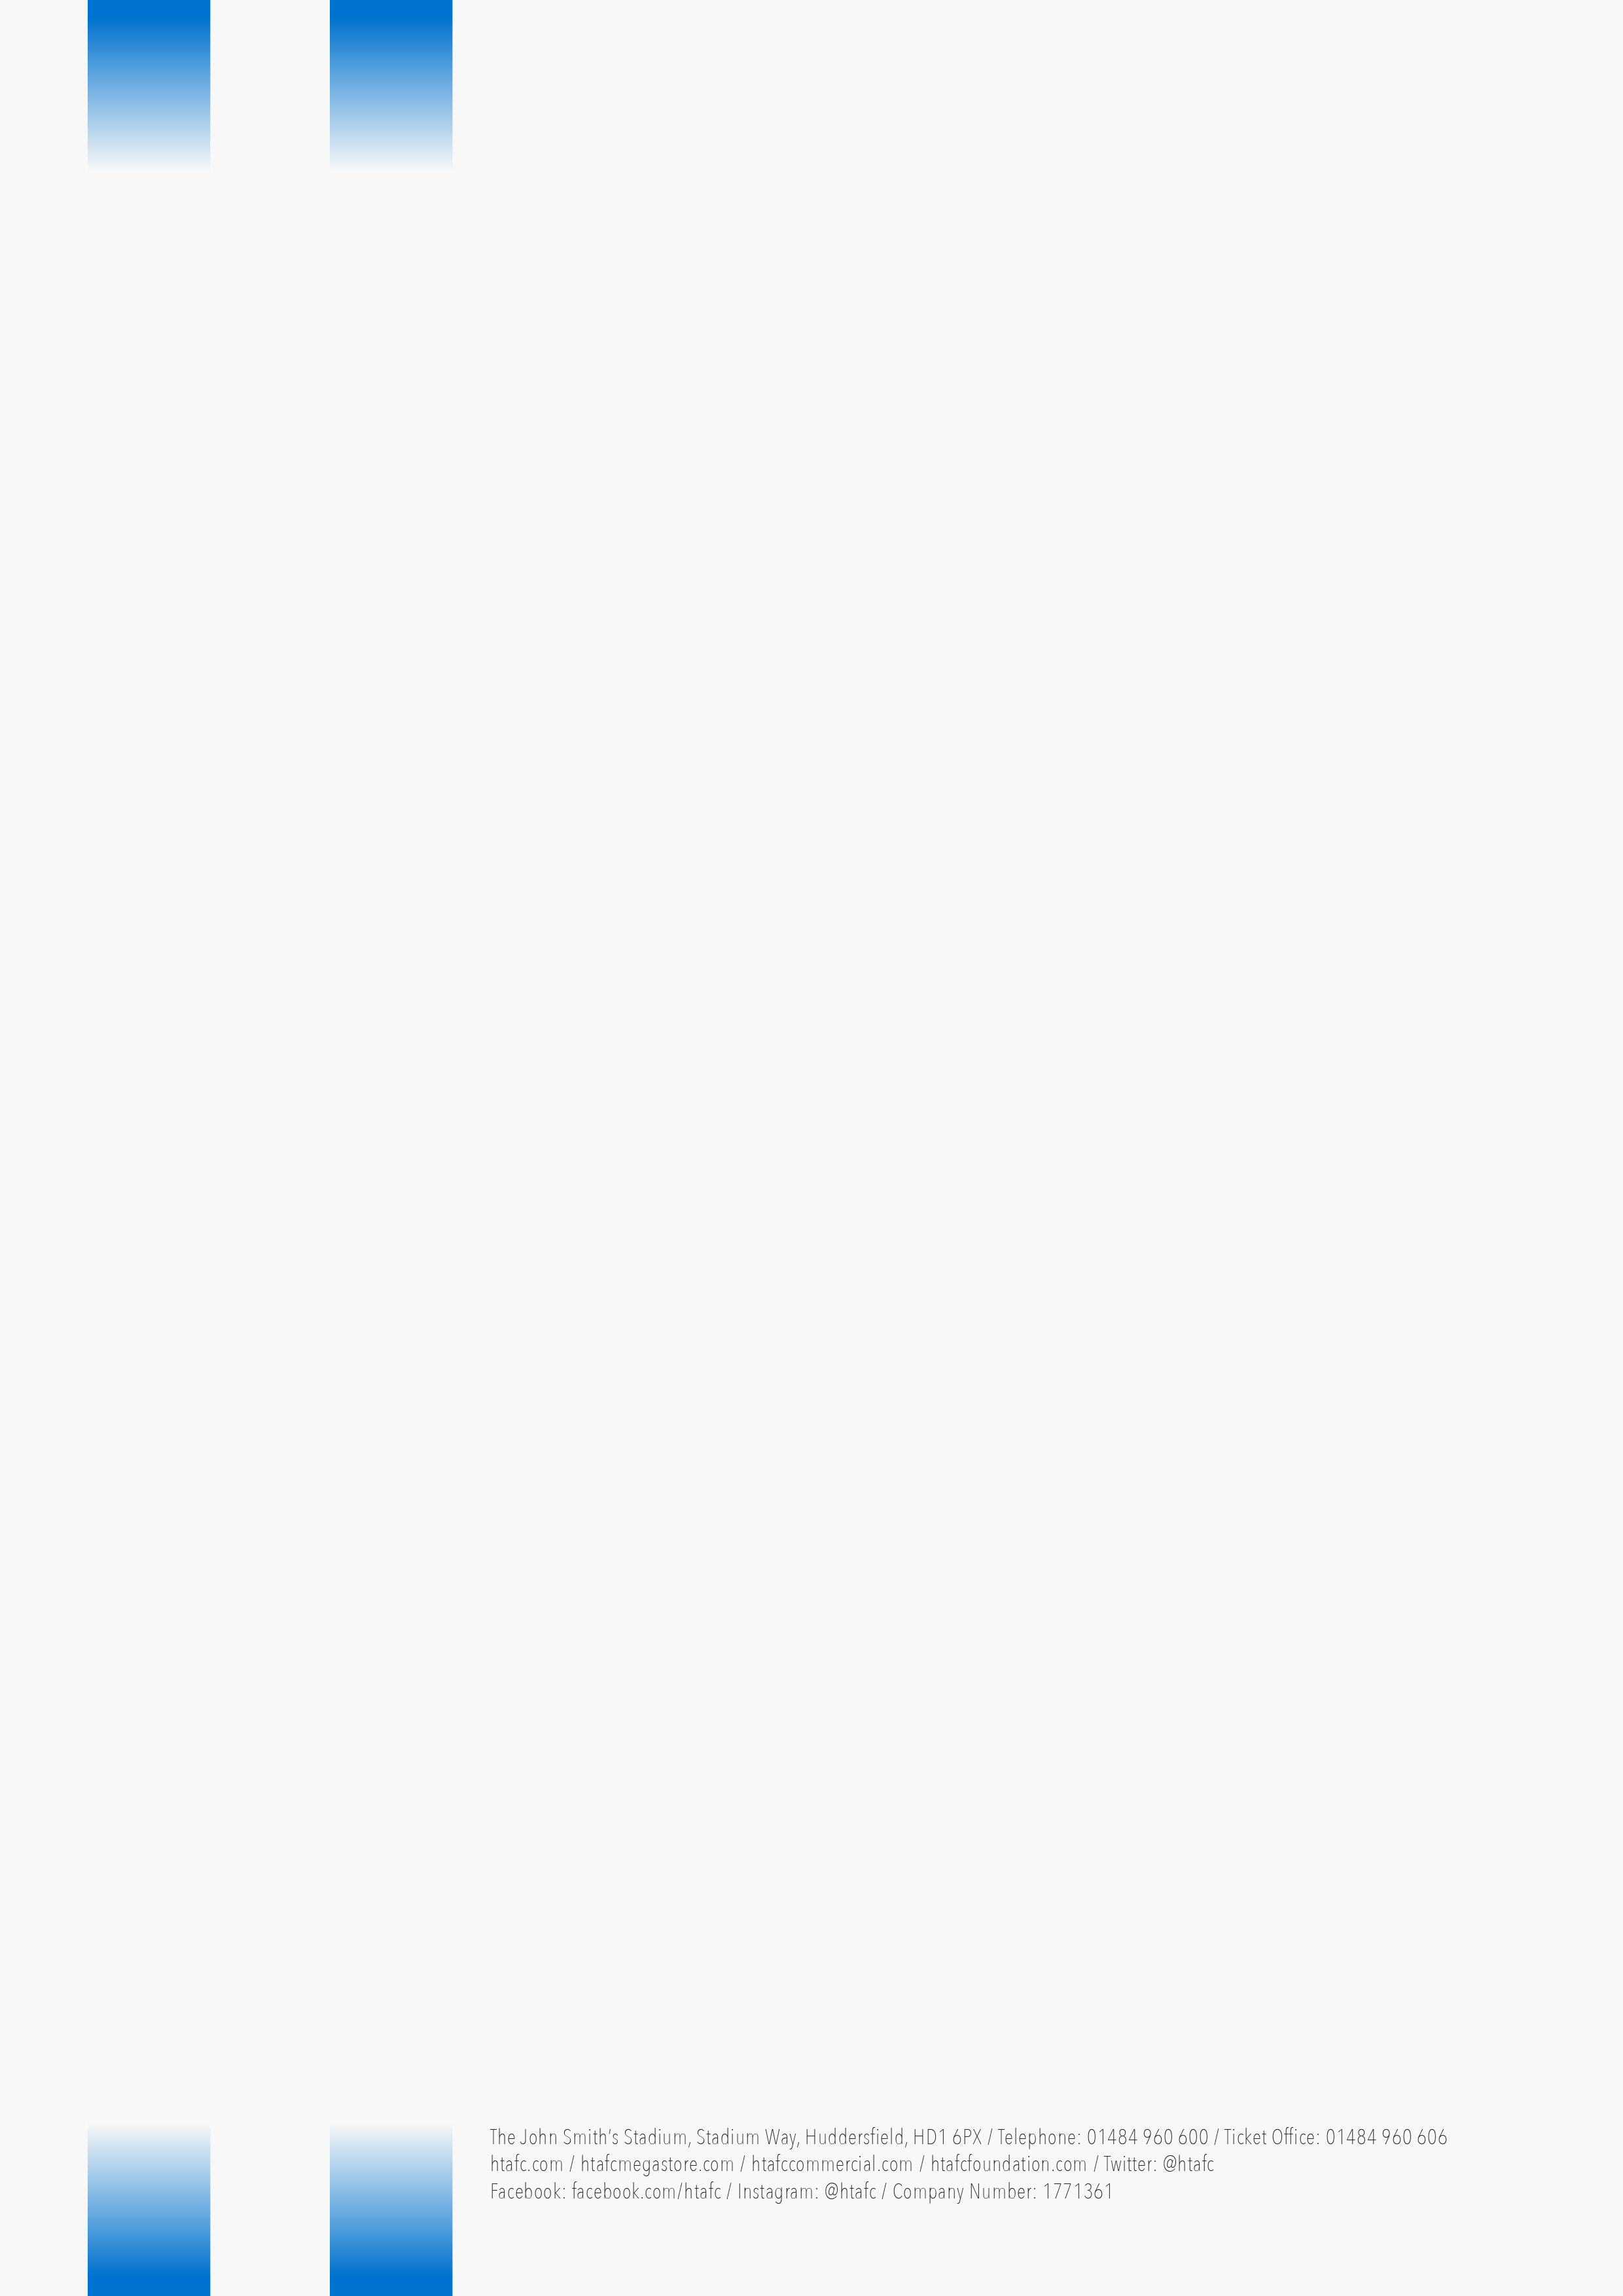 The John Smith’s Stadium, Stadium Way, Huddersfield, HD1 6PX / Telephone: 01484 960 600 / Ticket Office: 01484 960 606
htafc.com / htafcmegastore.com / htafccommercial.com / htafcfoundation.com / Twitter: @htafc
Facebook: facebook.com/htafc / Instagram: @htafc / Company Number: 1771361